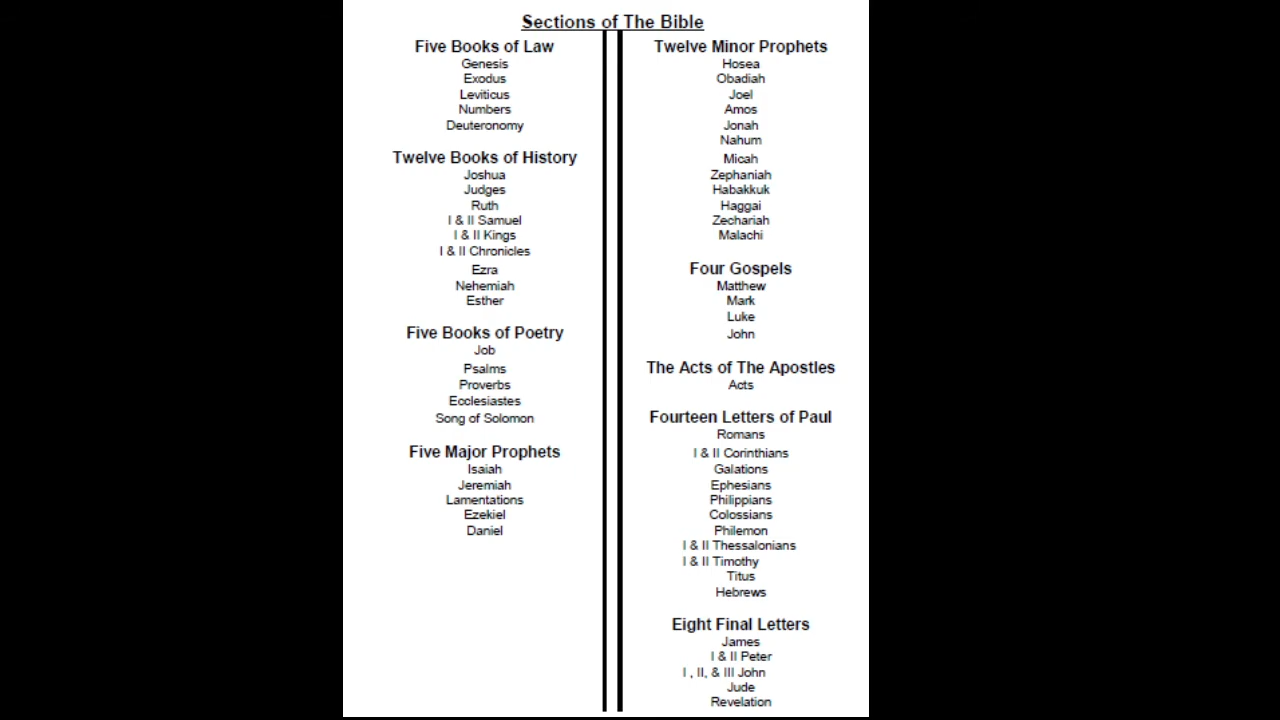 Sections of The Bible
Five Books of Law
Genesis
Exodus
Leviticus
Numbers
Deuteronomy
Twelve Books of History
Joshua
Judges
Ruth
I & II Samuel
I & II Kings
I & II Chronicles
Ezra
Nehemiah
Esther
Five Books of Poetry
Job
Psalms
Proverbs
Ecclesiastes
Song of Solomon
Five Major Prophets
Isaiah
Jeremiah
Lamentations
Ezekiel
Daniel
Twelve Minor Prophets
Hosea
Obadiah
Joel
Amos
Jonah
Nahum
Micah
Zephaniah
Habakkuk
Haggai
Zechariah
Malachi
Four Gospels
Matthew
Mark
Luke
John
The Acts of The Apostles
Acts
Fourteen Letters of Paul
Romans
I & II Corinthians
Galations
Ephesians
Philippians
Colossians
Philemon
I & II Thessalonians
I & II Timothy
Titus
Hebrews
Eight Final Letters
James
I & II Peter
I , II, & III John
Jude
Revelation